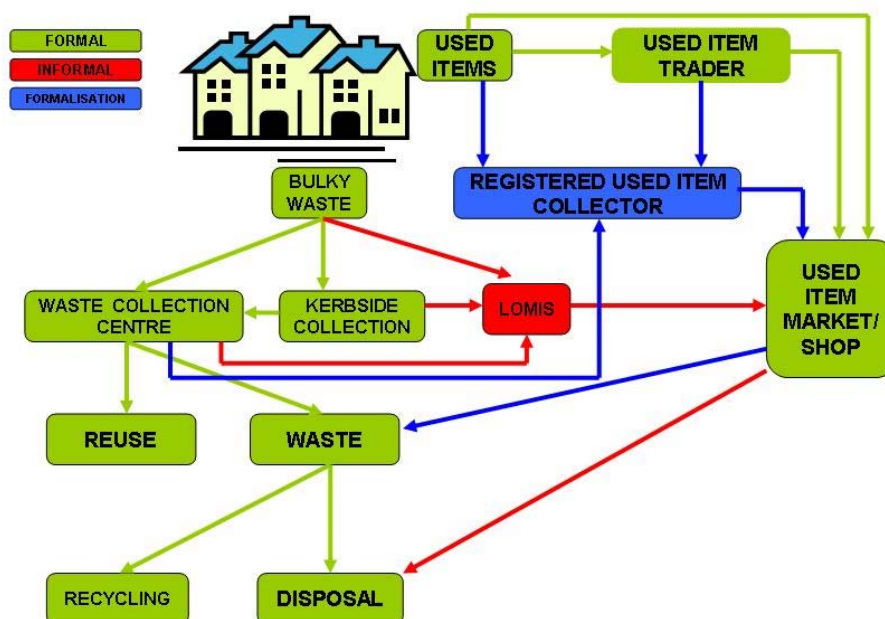 FORMAL
INFORMAL
FORMALISATION
USED
ITEMS
USED ITEM
TRADER
BULKY
WASTE
REGISTERED USED ITEM
COLLECTOR
WASTE COLLECTION
CENTRE
KERBSIDE
COLLECTION
LOMIS
USED
ITEM
MARKET/
SHOP
REUSE
WASTE
RECYCLING
DISPOSAL